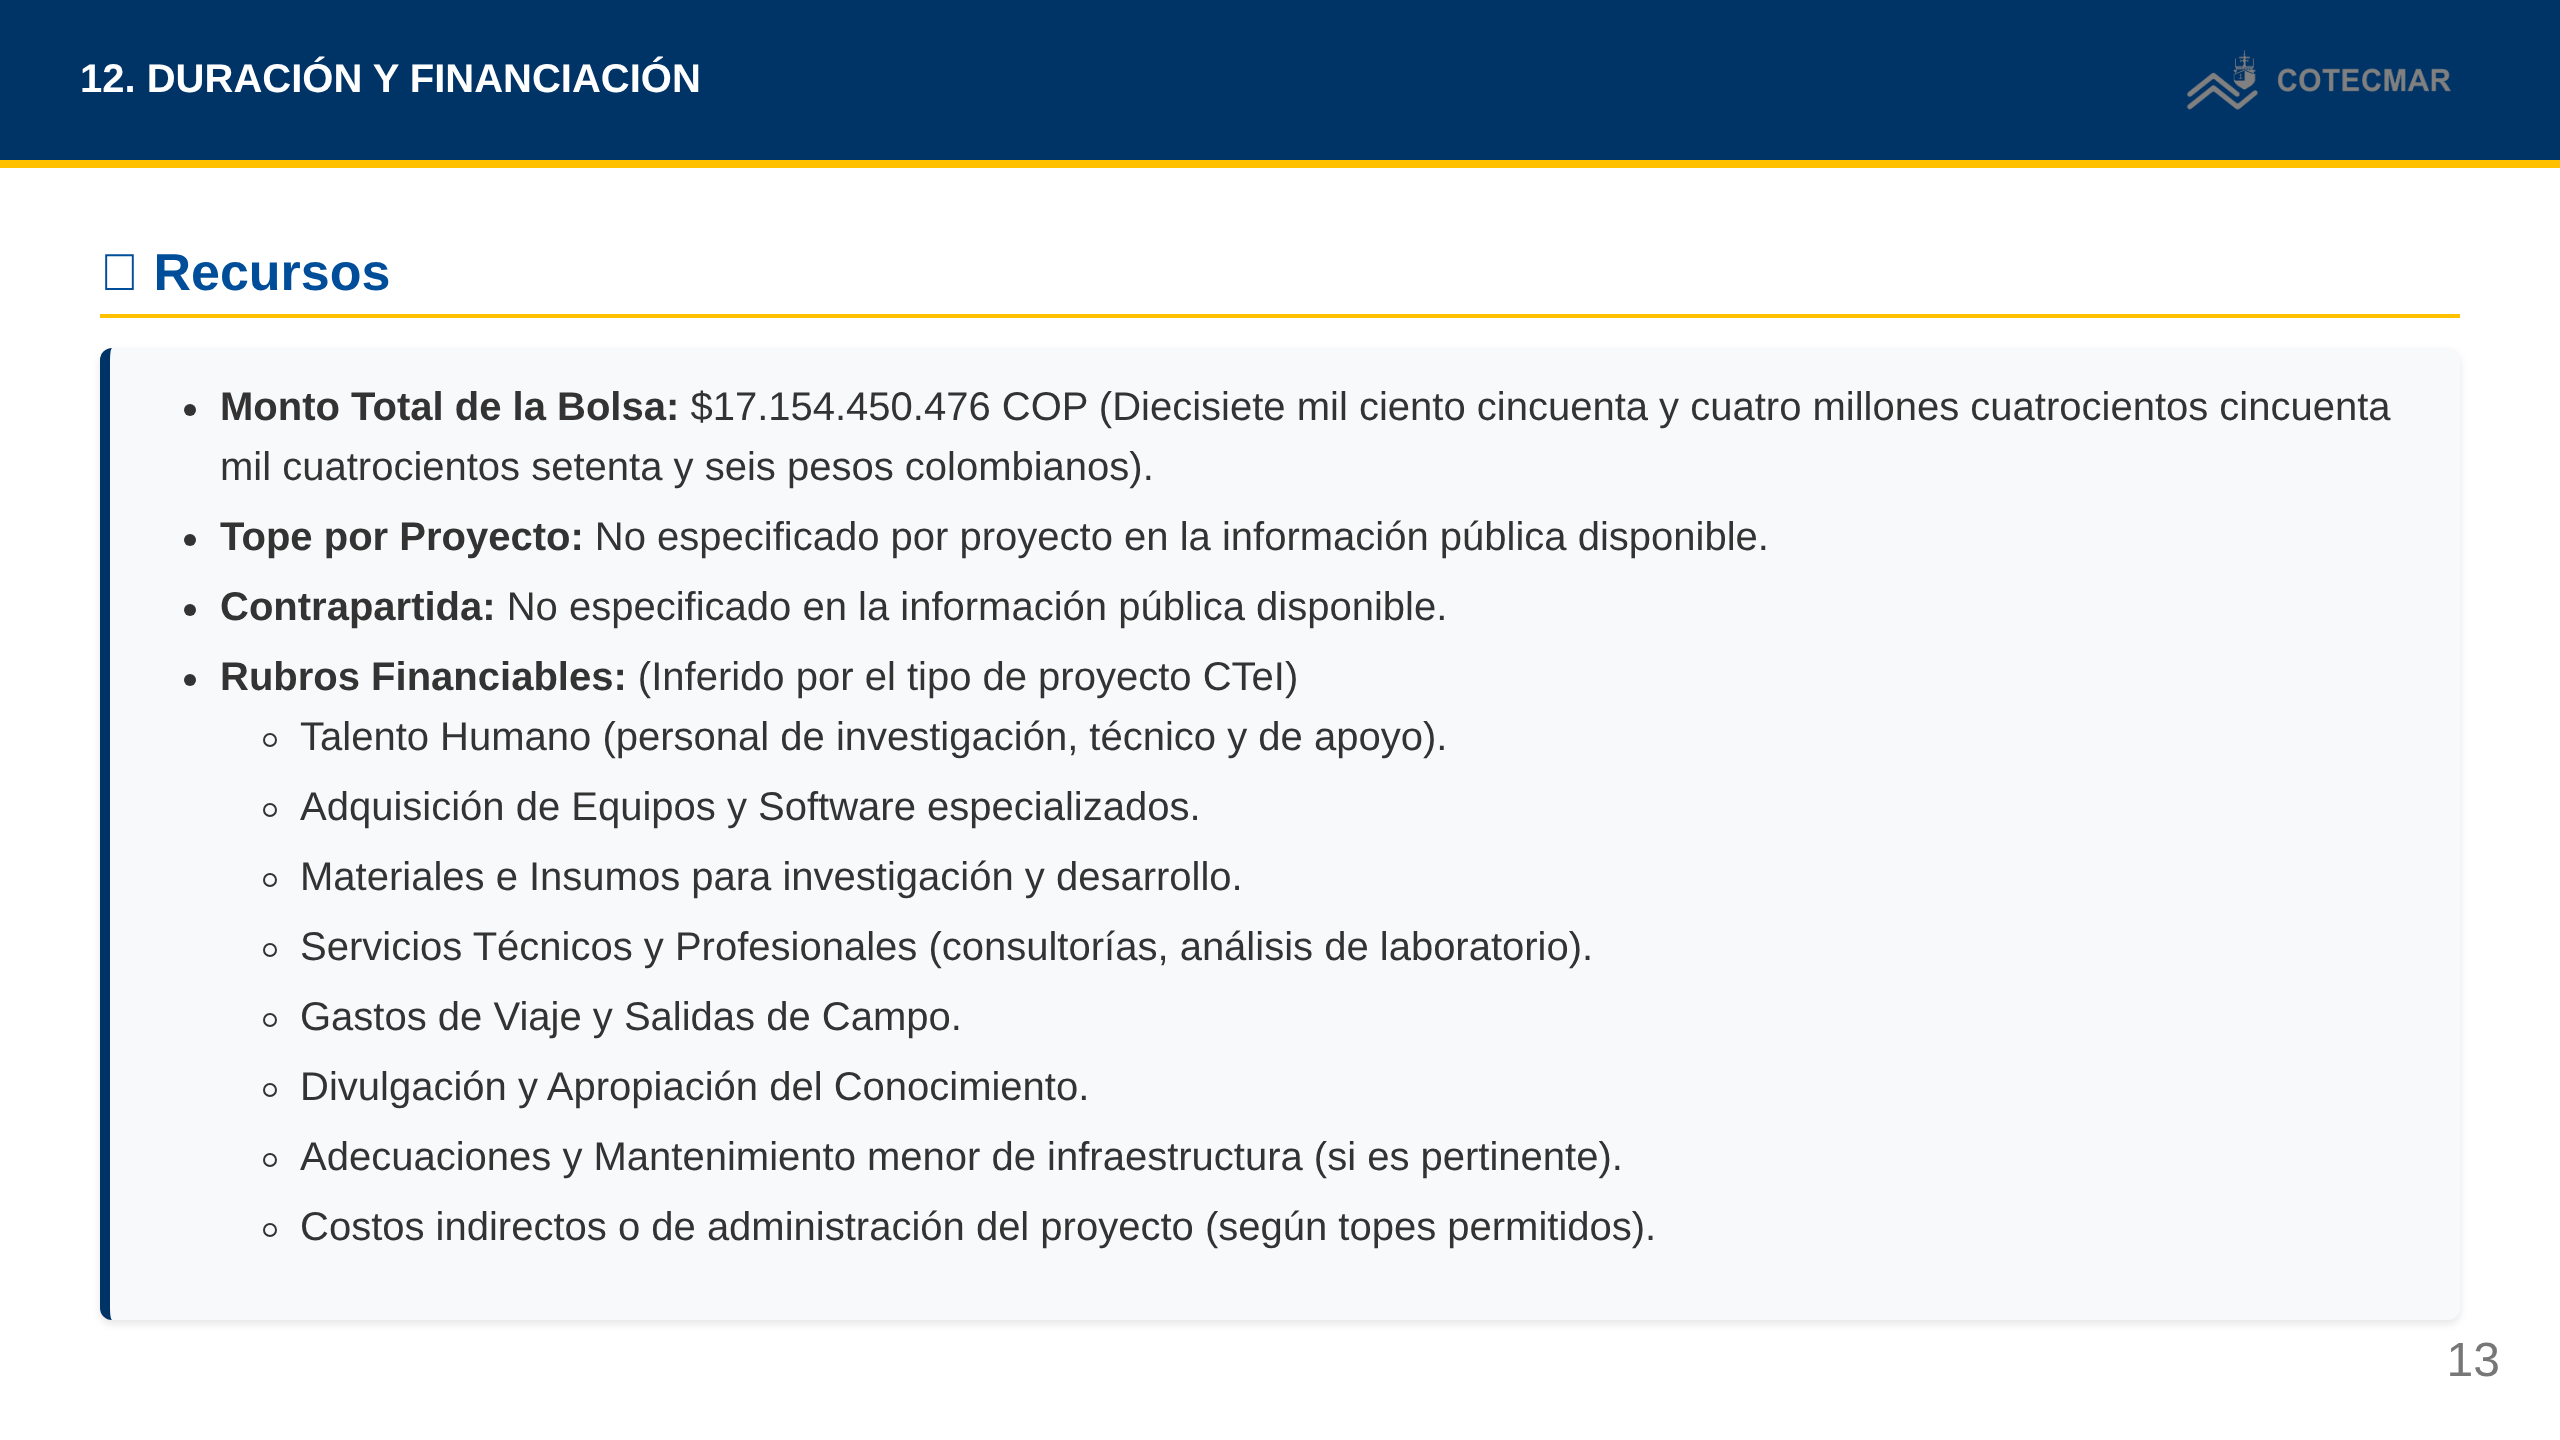 12. DURACIÓN Y FINANCIACIÓN
COTECMAR
Recursos
• Monto Total de la Bolsa: $17.154.450.476 COP (Diecisiete mil ciento cincuenta y cuatro millones cuatrocientos cincuenta
mil cuatrocientos setenta y seis pesos colombianos).
• Tope por Proyecto: No especificado por proyecto en la información pública disponible.
• Contrapartida: No especificado en la información pública disponible.
• Rubros Financiables: (Inferido por el tipo de proyecto CTeI)
◦ Talento Humano (personal de investigación, técnico y de apoyo).
◦ Adquisición de Equipos y Software especializados.
◦ Materiales e Insumos para investigación y desarrollo.
◦ Servicios Técnicos y Profesionales (consultorías, análisis de laboratorio).
◦ Gastos de Viaje y Salidas de Campo.
◦ Divulgación y Apropiación del Conocimiento.
◦ Adecuaciones y Mantenimiento menor de infraestructura (si es pertinente).
◦ Costos indirectos o de administración del proyecto (según topes permitidos).
13